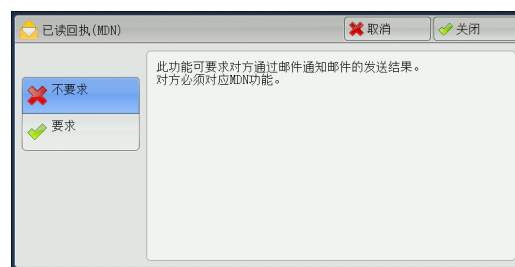 已读回执(MDN)
取消
关闭
不要求
要求
此功能可要求对方通过邮件通知邮件的发送结果。
对方必须对应MDN功能。